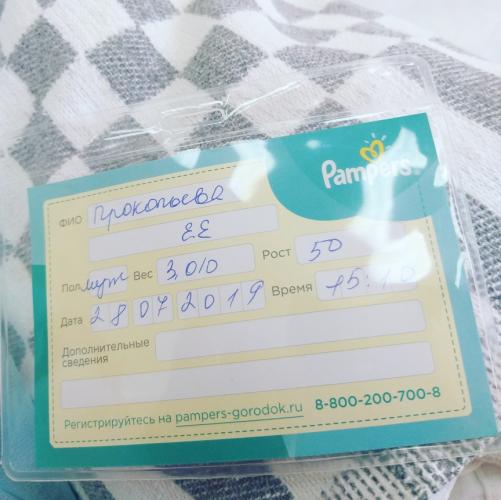 Pampers
ФИО Прокопьева
Е.Е
Пол муж Вес 3,010 Рост 50
Дата 28 07 2019 Время 15:10
Дополнительные
сведения
Регистрируйтесь на pampers-gorodok.ru 8-800-200-700-8